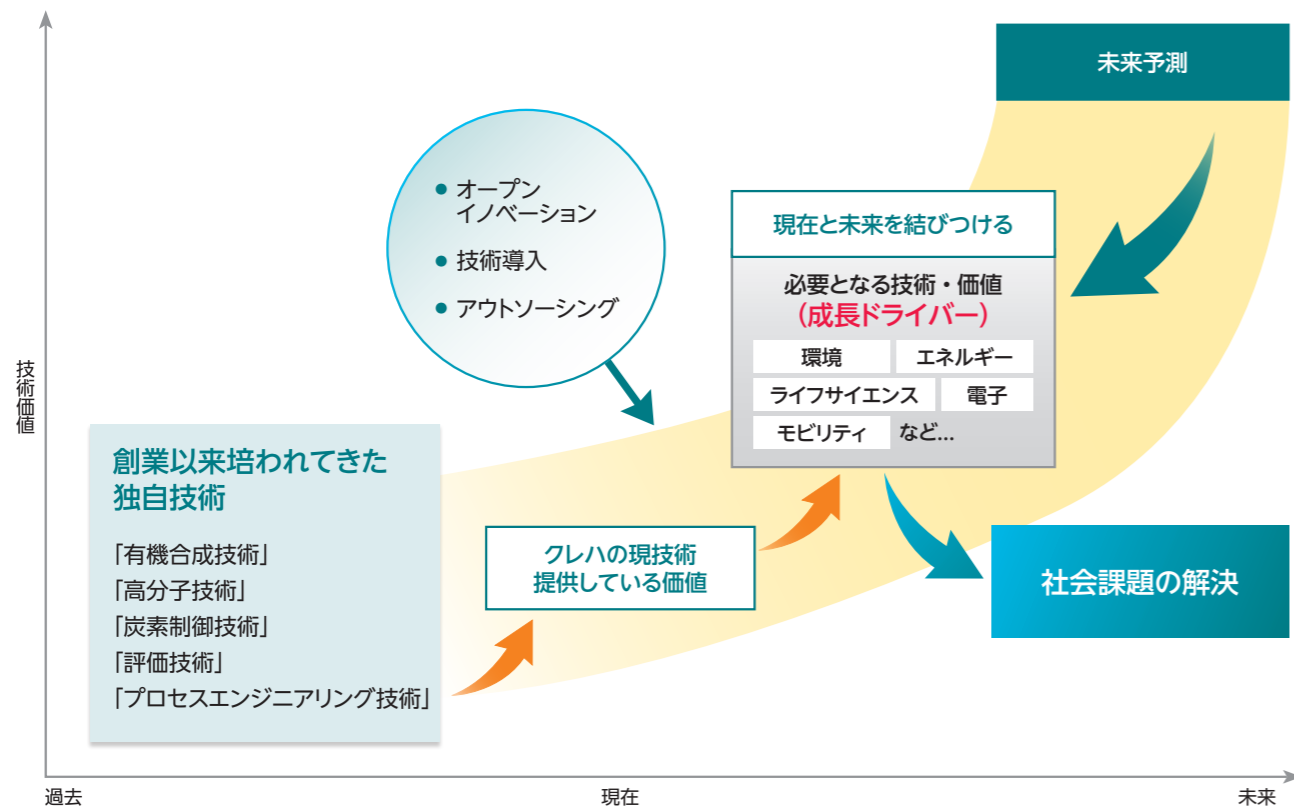 未来予測
オープン
イノベーション
技術導入
アウトソーシング
現在と未来を結びつける
必要となる技術・価値
(成長ドライバー)
環境
エネルギー
ライフサイエンス
電子
モビリティ
など...
技術価値
創業以来培われてきた
独自技術
「有機合成技術」
「高分子技術」
「炭素制御技術」
「評価技術」
「プロセスエンジニアリング技術」
クレハの現技術
提供している価値
社会課題の解決
過去
現在
未来